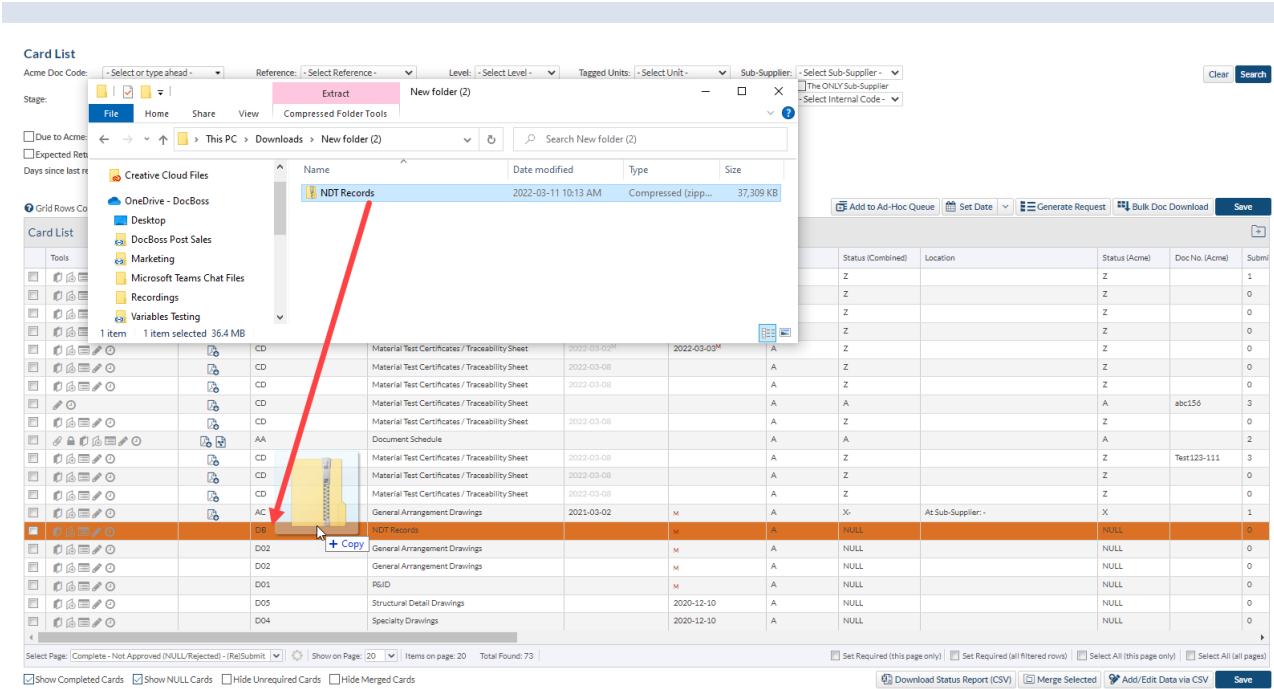 Card List
Acme Doc Code: - Select or type ahead - Reference: - Select Reference - Level: - Select Level - Tagged Units: - Select Unit - Sub-Supplier: - Select Sub-Supplier - Clear Search
The ONLY Sub-Supplier
Extract New folder (2)
Stage: - Select Internal Code -
File Home Share View Compressed Folder Tools
Due to Acme:
This PC > Downloads > New folder (2) Search New folder (2)
Expected Retu
Days since last re
Name Date modified Type Size
Creative Cloud Files
NDT Records 2022-03-11 10:13 AM Compressed (zipp... 37,309 KB
OneDrive - DocBoss
Desktop
DocBoss Post Sales
Marketing
Microsoft Teams Chat Files
Recordings
Variables Testing
1 item 1 item selected 36.4 MB
Grid Rows Co Add to Ad-Hoc Queue Set Date Generate Request Bulk Doc Download Save
Card List
Tools Status (Combined) Location Status (Acme) Doc No. (Acme) Submi
Z Z 1
Z Z 0
Z Z 0
Z Z 0
CD Material Test Certificates / Traceability Sheet 2022-03-02M 2022-03-03M A Z Z 0
CD Material Test Certificates / Traceability Sheet 2022-03-08 A Z Z 0
CD Material Test Certificates / Traceability Sheet 2022-03-08 A Z Z 0
CD Material Test Certificates / Traceability Sheet A A A abc156 3
CD Material Test Certificates / Traceability Sheet 2022-03-08 A Z Z 0
AA Document Schedule A A A 2
CD Material Test Certificates / Traceability Sheet 2022-03-08 A Z Z Test123-111 3
CD Material Test Certificates / Traceability Sheet 2022-03-08 A Z Z 0
CD Material Test Certificates / Traceability Sheet 2022-03-08 A Z Z 0
AC General Arrangement Drawings 2021-03-02 M A X- At Sub-Supplier: - X 1
DB NDT Records M A NULL NULL 0
+ Copy
D02 General Arrangement Drawings M A NULL NULL 0
D02 General Arrangement Drawings M A NULL NULL 0
D01 P&ID M A NULL NULL 0
D05 Structural Detail Drawings 2020-12-10 A NULL NULL 0
D04 Specialty Drawings 2020-12-10 A NULL NULL 0
Select Page: Complete - Not Approved (NULL/Rejected) - (Re)Submit Show on Page: 20 Items on page: 20 Total Found: 73 Set Required (this page only) Set Required (all filtered rows) Select All (this page only) Select All (all pages)
Show Completed Cards Show NULL Cards Hide Unrequired Cards Hide Merged Cards Download Status Report (CSV) Merge Selected Add/Edit Data via CSV Save